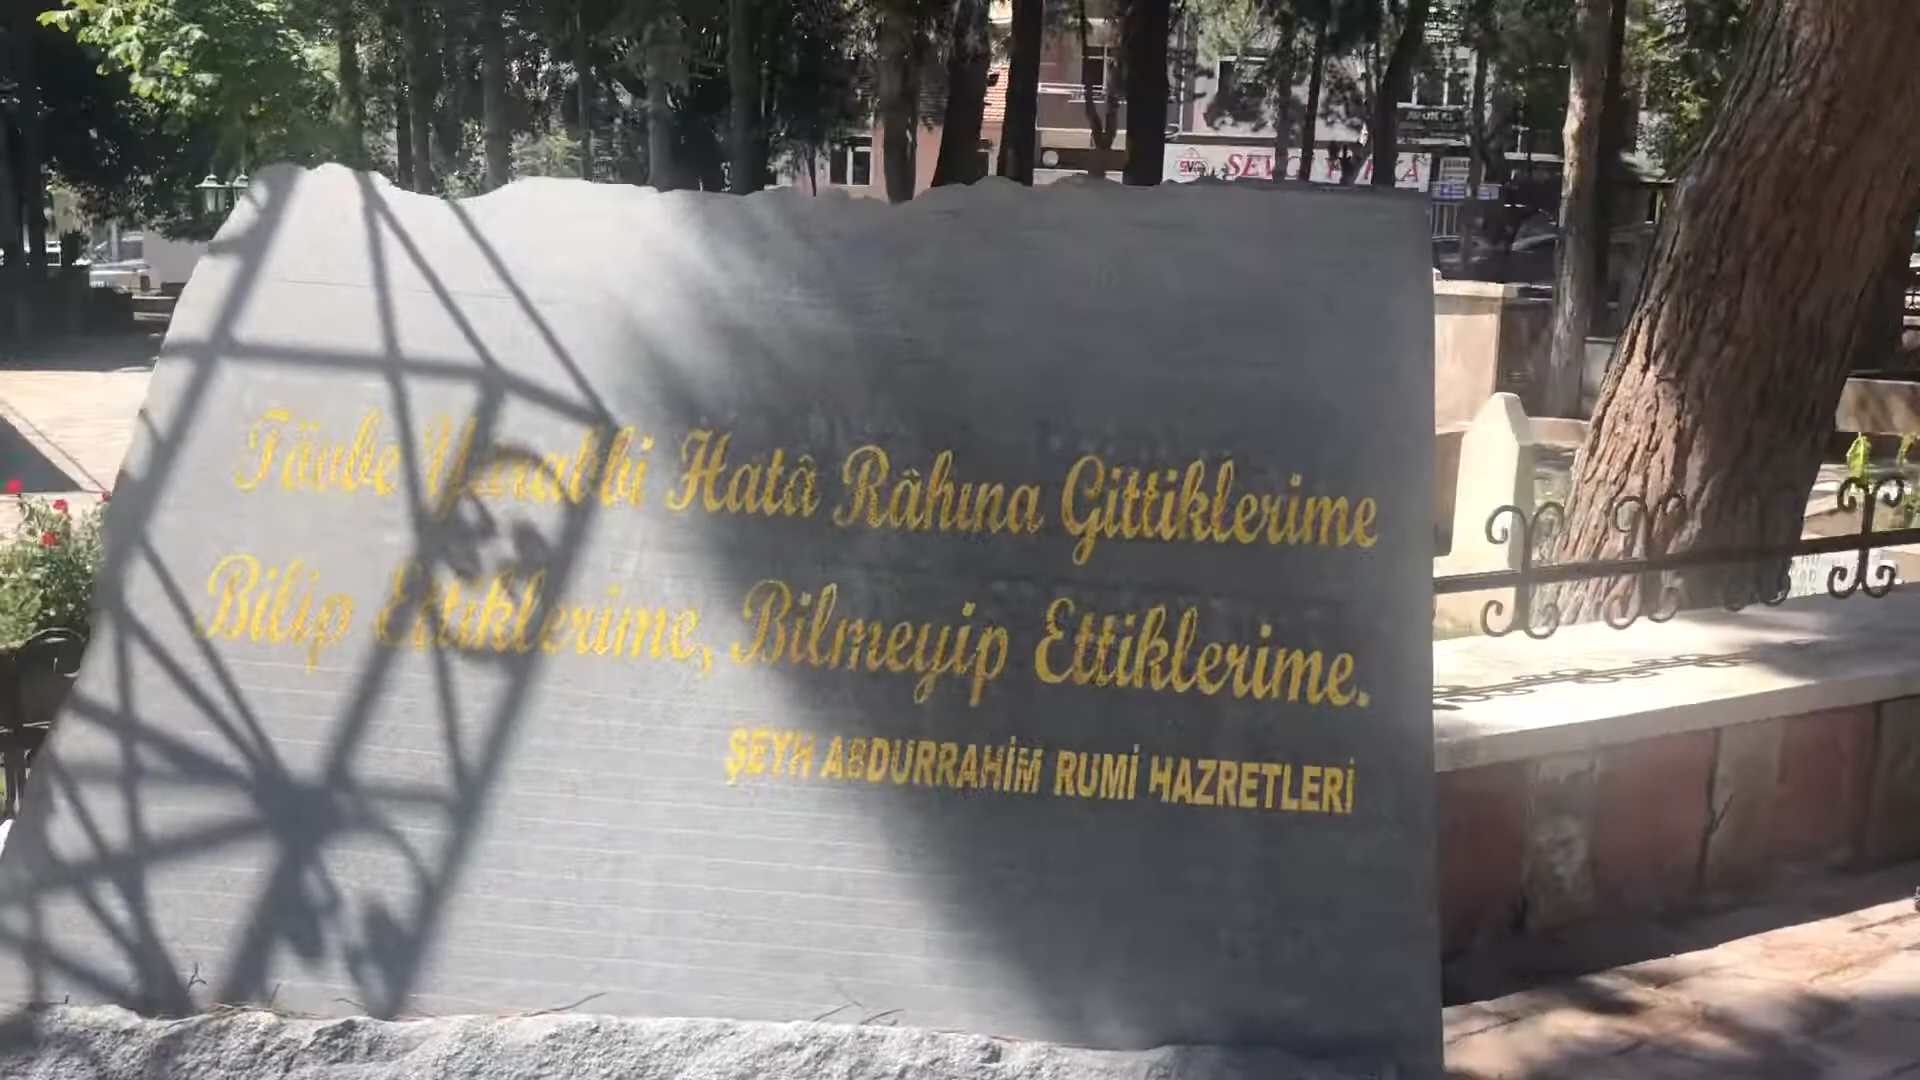 Tövbe Yarabbi Hatâ Râhına Gittiklerime
Bilip Ettiklerime, Bilmeyip Ettiklerime.
ŞEYH ABDURRAHİM RUMİ HAZRETLERİ